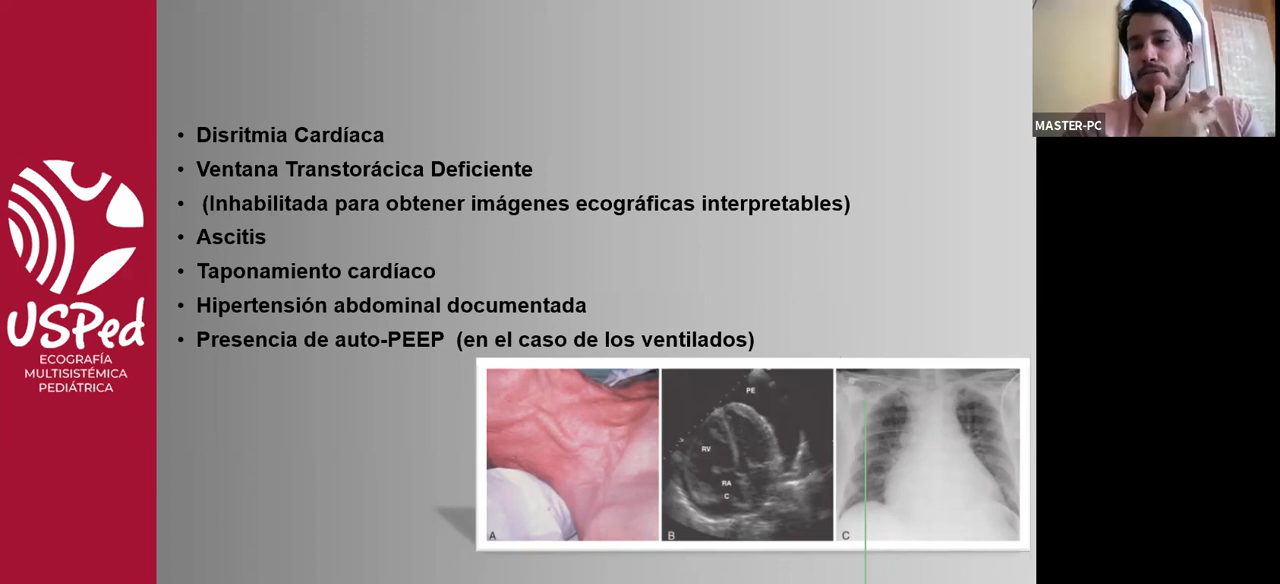 • Disritmia Cardíaca
• Ventana Transtorácica Deficiente
• (Inhabilitada para obtener imágenes ecográficas interpretables)
• Ascitis
• Taponamiento cardíaco
• Hipertensión abdominal documentada
• Presencia de auto-PEEP (en el caso de los ventilados)
USPed
ECOGRAFÍA
MULTISISTÉMICA
PEDIÁTRICA
MASTER-PC
A
PE
RV
RA
C
B
C